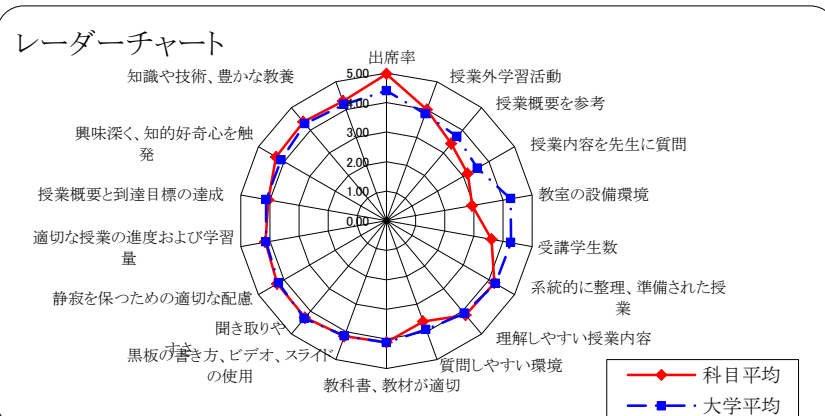 レーダーチャート
出席率
授業外学習活動
授業概要を参考
授業内容を先生に質問
教室の設備環境
受講学生数
系統的に整理、準備された授
業
理解しやすい授業内容
質問しやすい環境
教科書、教材が適切
黒板の書き方、ビデオ、スライド
の使用
聞き取りや
すさ
静寂を保つための適切な配慮
適切な授業の進度および学習
量
授業概要と到達目標の達成
興味深く、知的好奇心を触
発
知識や技術、豊かな教養
5.00
4.00
3.00
2.00
1.00
0.00
科目平均
大学平均